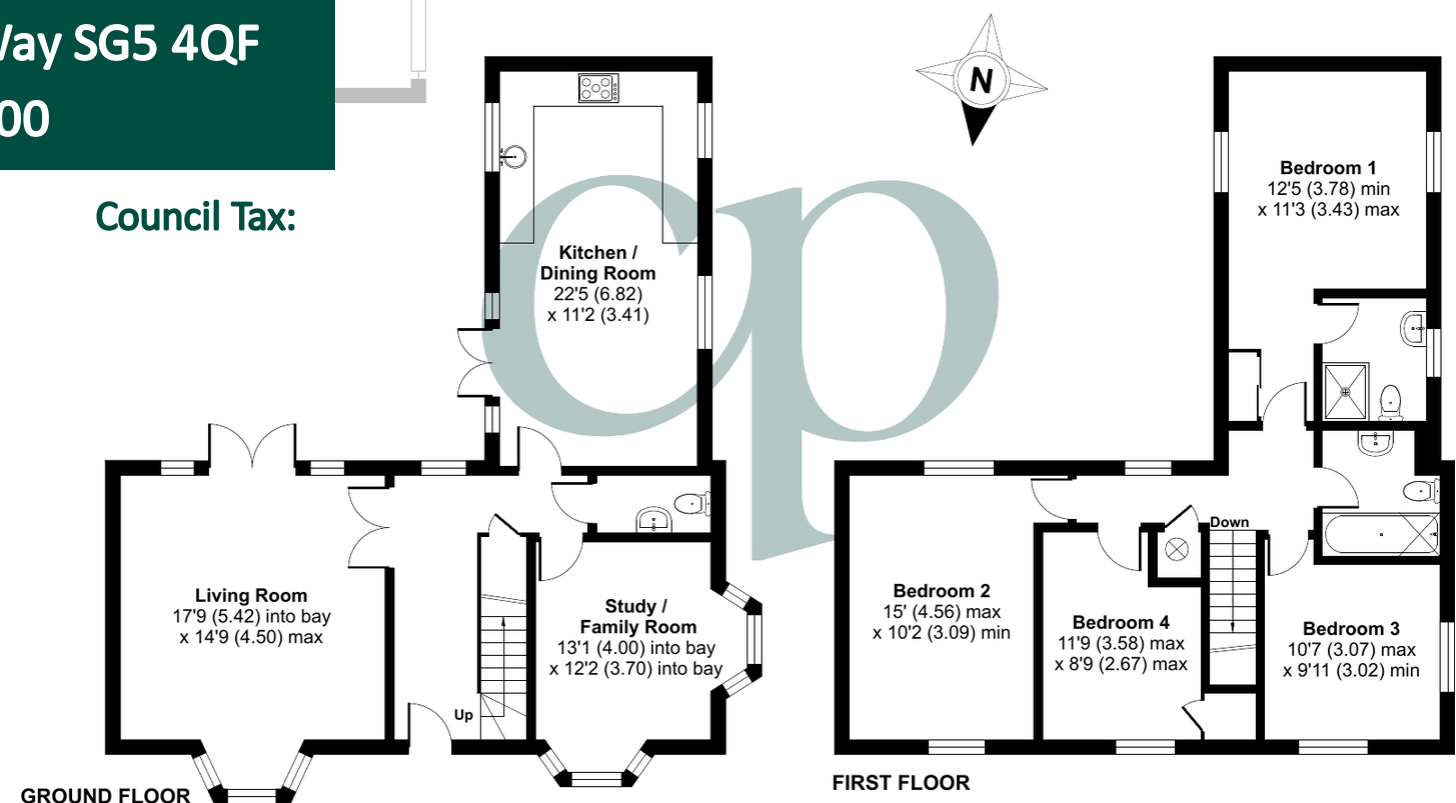 Way SG5 4QF
00
Council Tax:
N
cp
Kitchen /
Dining Room
22'5 (6.82)
x 11'2 (3.41)
Living Room
17'9 (5.42) into bay
x 14'9 (4.50) max
Study /
Family Room
13'1 (4.00) into bay
x 12'2 (3.70) into bay
Up
GROUND FLOOR
Bedroom 1
12'5 (3.78) min
x 11'3 (3.43) max
Down
Bedroom 2
15' (4.56) max
x 10'2 (3.09) min
Bedroom 4
11'9 (3.58) max
x 8'9 (2.67) max
Bedroom 3
10'7 (3.07) max
x 9'11 (3.02) min
FIRST FLOOR